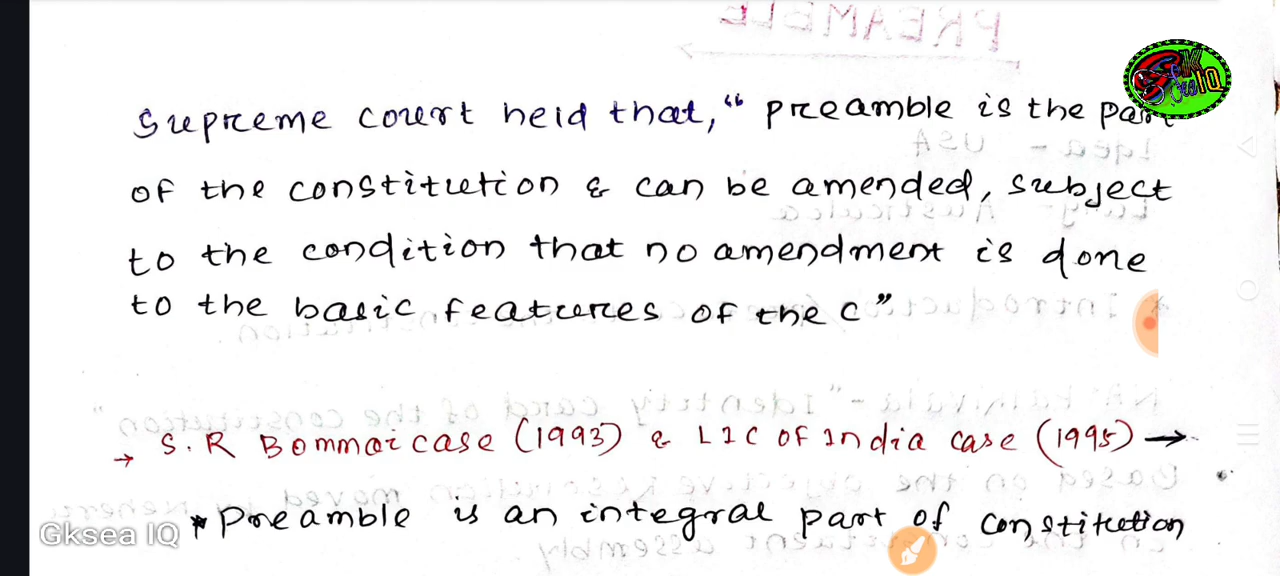 PREAMBLE
Supreme court held that, “ Preamble is the part
of the constitution & can be amended, subject
to the condition that no amendment is done
to the basic features of the C ”
→ S.R Bommai case (1993) & LIC OF India case (1995) →
* Preamble is an integral part of constitution
Gksea IQ